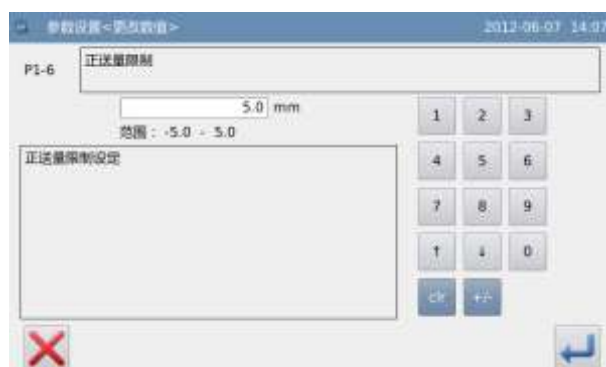 参数设置<更改数值>
2012-06-07 14:07
P1-6
正送量限制
5.0 mm
范围：-5.0 - 5.0
正送量限制设定
1 2 3
4 5 6
7 8 9
↑ ↓ 0
clr +/-